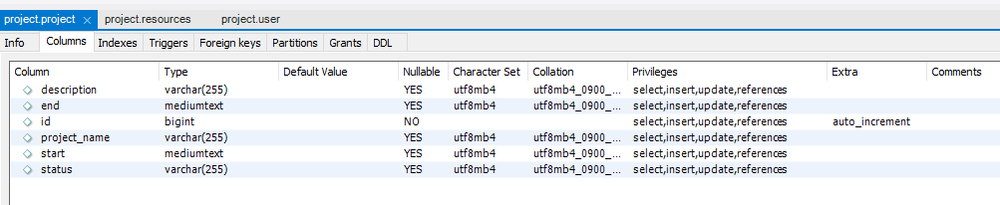 project.project × project.resources project.user
Info Columns Indexes Triggers Foreign keys Partitions Grants DDL
Column Type Default Value Nullable Character Set Collation Privileges Extra Comments
description varchar(255) YES utf8mb4 utf8mb4_0900_... select,insert,update,references
end mediumtext YES utf8mb4 utf8mb4_0900_... select,insert,update,references
id bigint NO select,insert,update,references auto_increment
project_name varchar(255) YES utf8mb4 utf8mb4_0900_... select,insert,update,references
start mediumtext YES utf8mb4 utf8mb4_0900_... select,insert,update,references
status varchar(255) YES utf8mb4 utf8mb4_0900_... select,insert,update,references